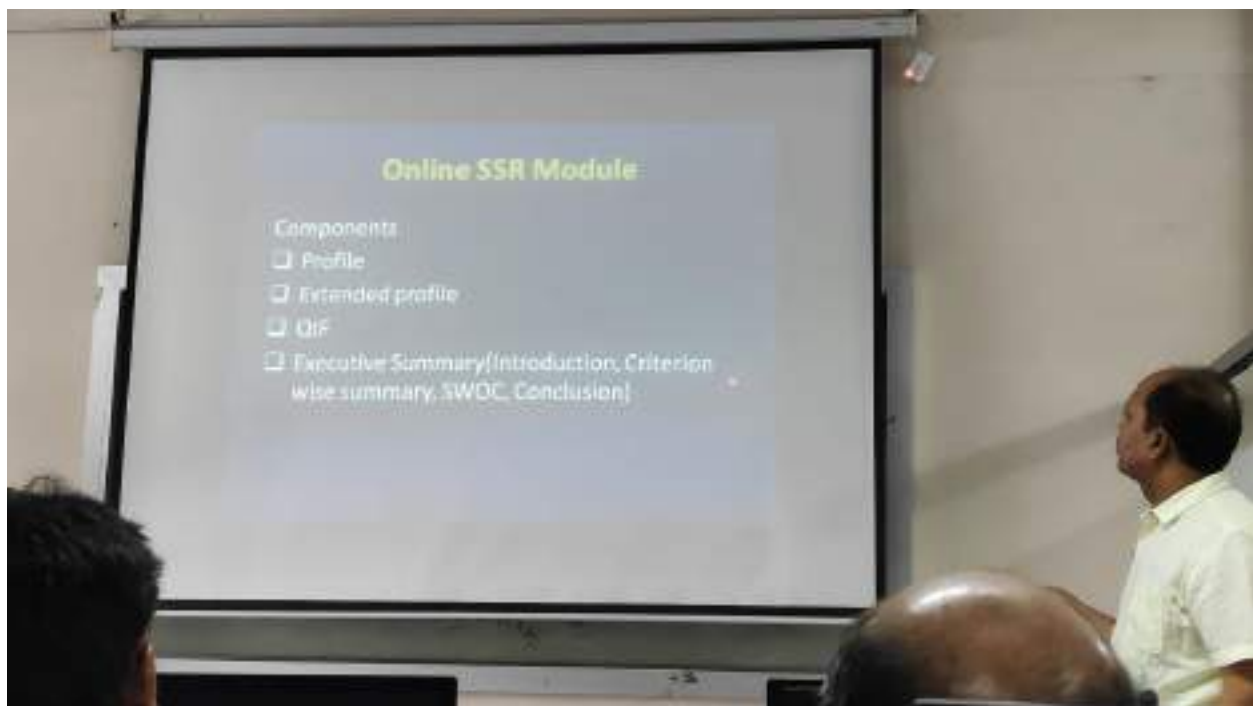 Online SSR Module
Components
❑ Profile
❑ Extended profile
❑ QIF
❑ Executive Summary(Introduction, Criterion
wise summary, SWOC, Conclusion)